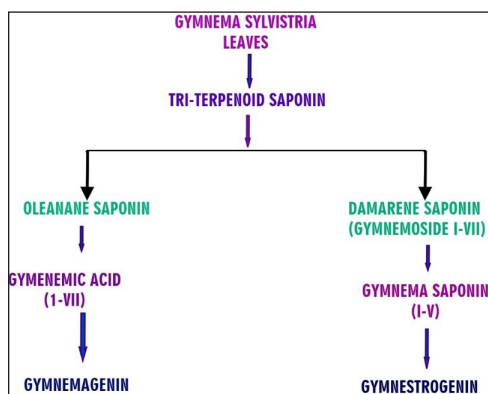 GYMNEMA SYLVISTRIA
LEAVES
TRI-TERPENOID SAPONIN
OLEANANE SAPONIN
DAMARENE SAPONIN
(GYMNEMOSIDE I-VII)
GYMENEMIC ACID
(1-VII)
GYMNEMA SAPONIN
(I-V)
GYMNEMAGENIN
GYMNESTROGENIN